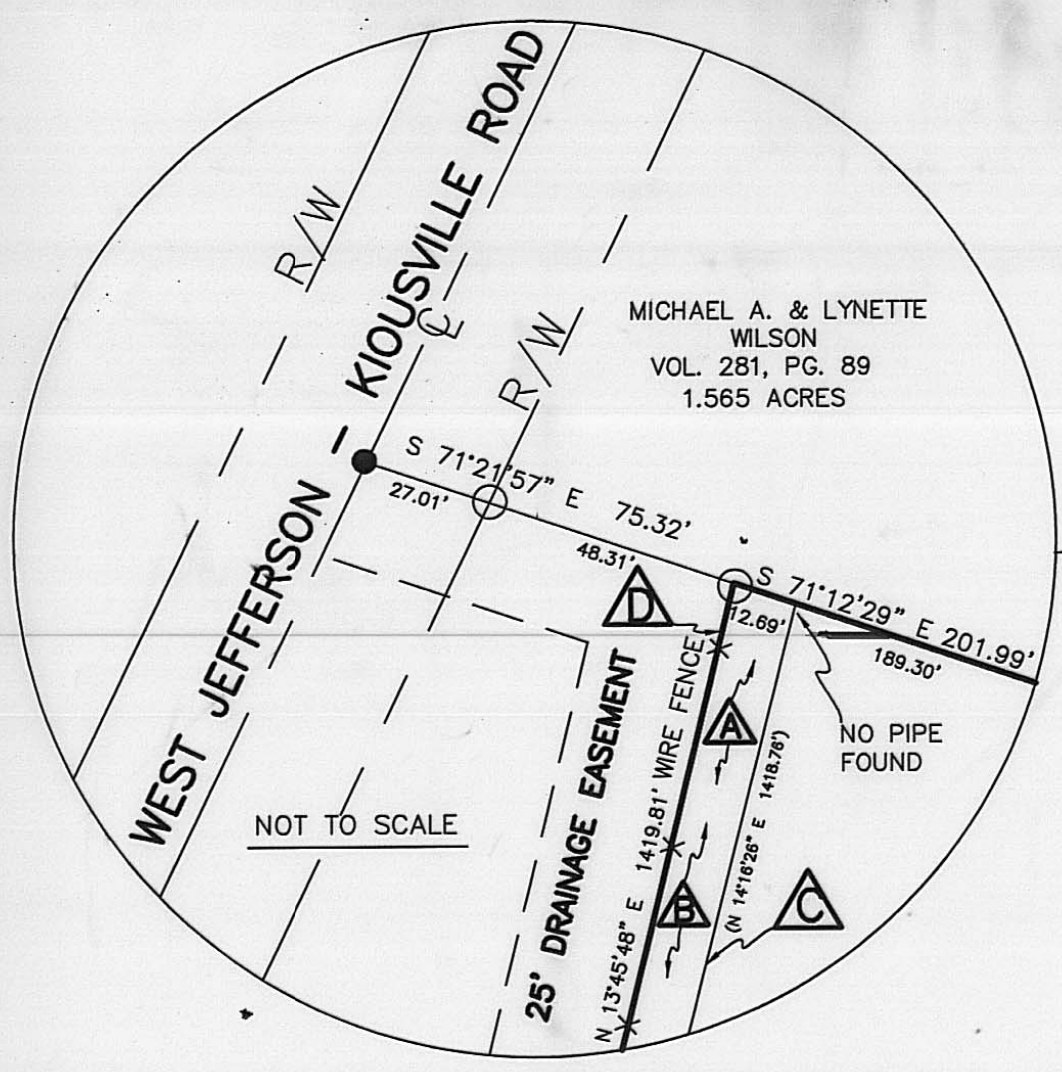 WEST JEFFERSON - KIOUSVILLE ROAD
R/W
℄
R/W
MICHAEL A. & LYNETTE
WILSON
VOL. 281, PG. 89
1.565 ACRES
S 71°21'57" E 75.32'
27.01'
48.31'
S 71°12'29" E 201.99'
12.69'
189.30'
D
A
B
C
NO PIPE
FOUND
NOT TO SCALE
25' DRAINAGE EASEMENT
N 13°45'48" E 1419.81' WIRE FENCE
(N 14°16'26" E 1418.76')